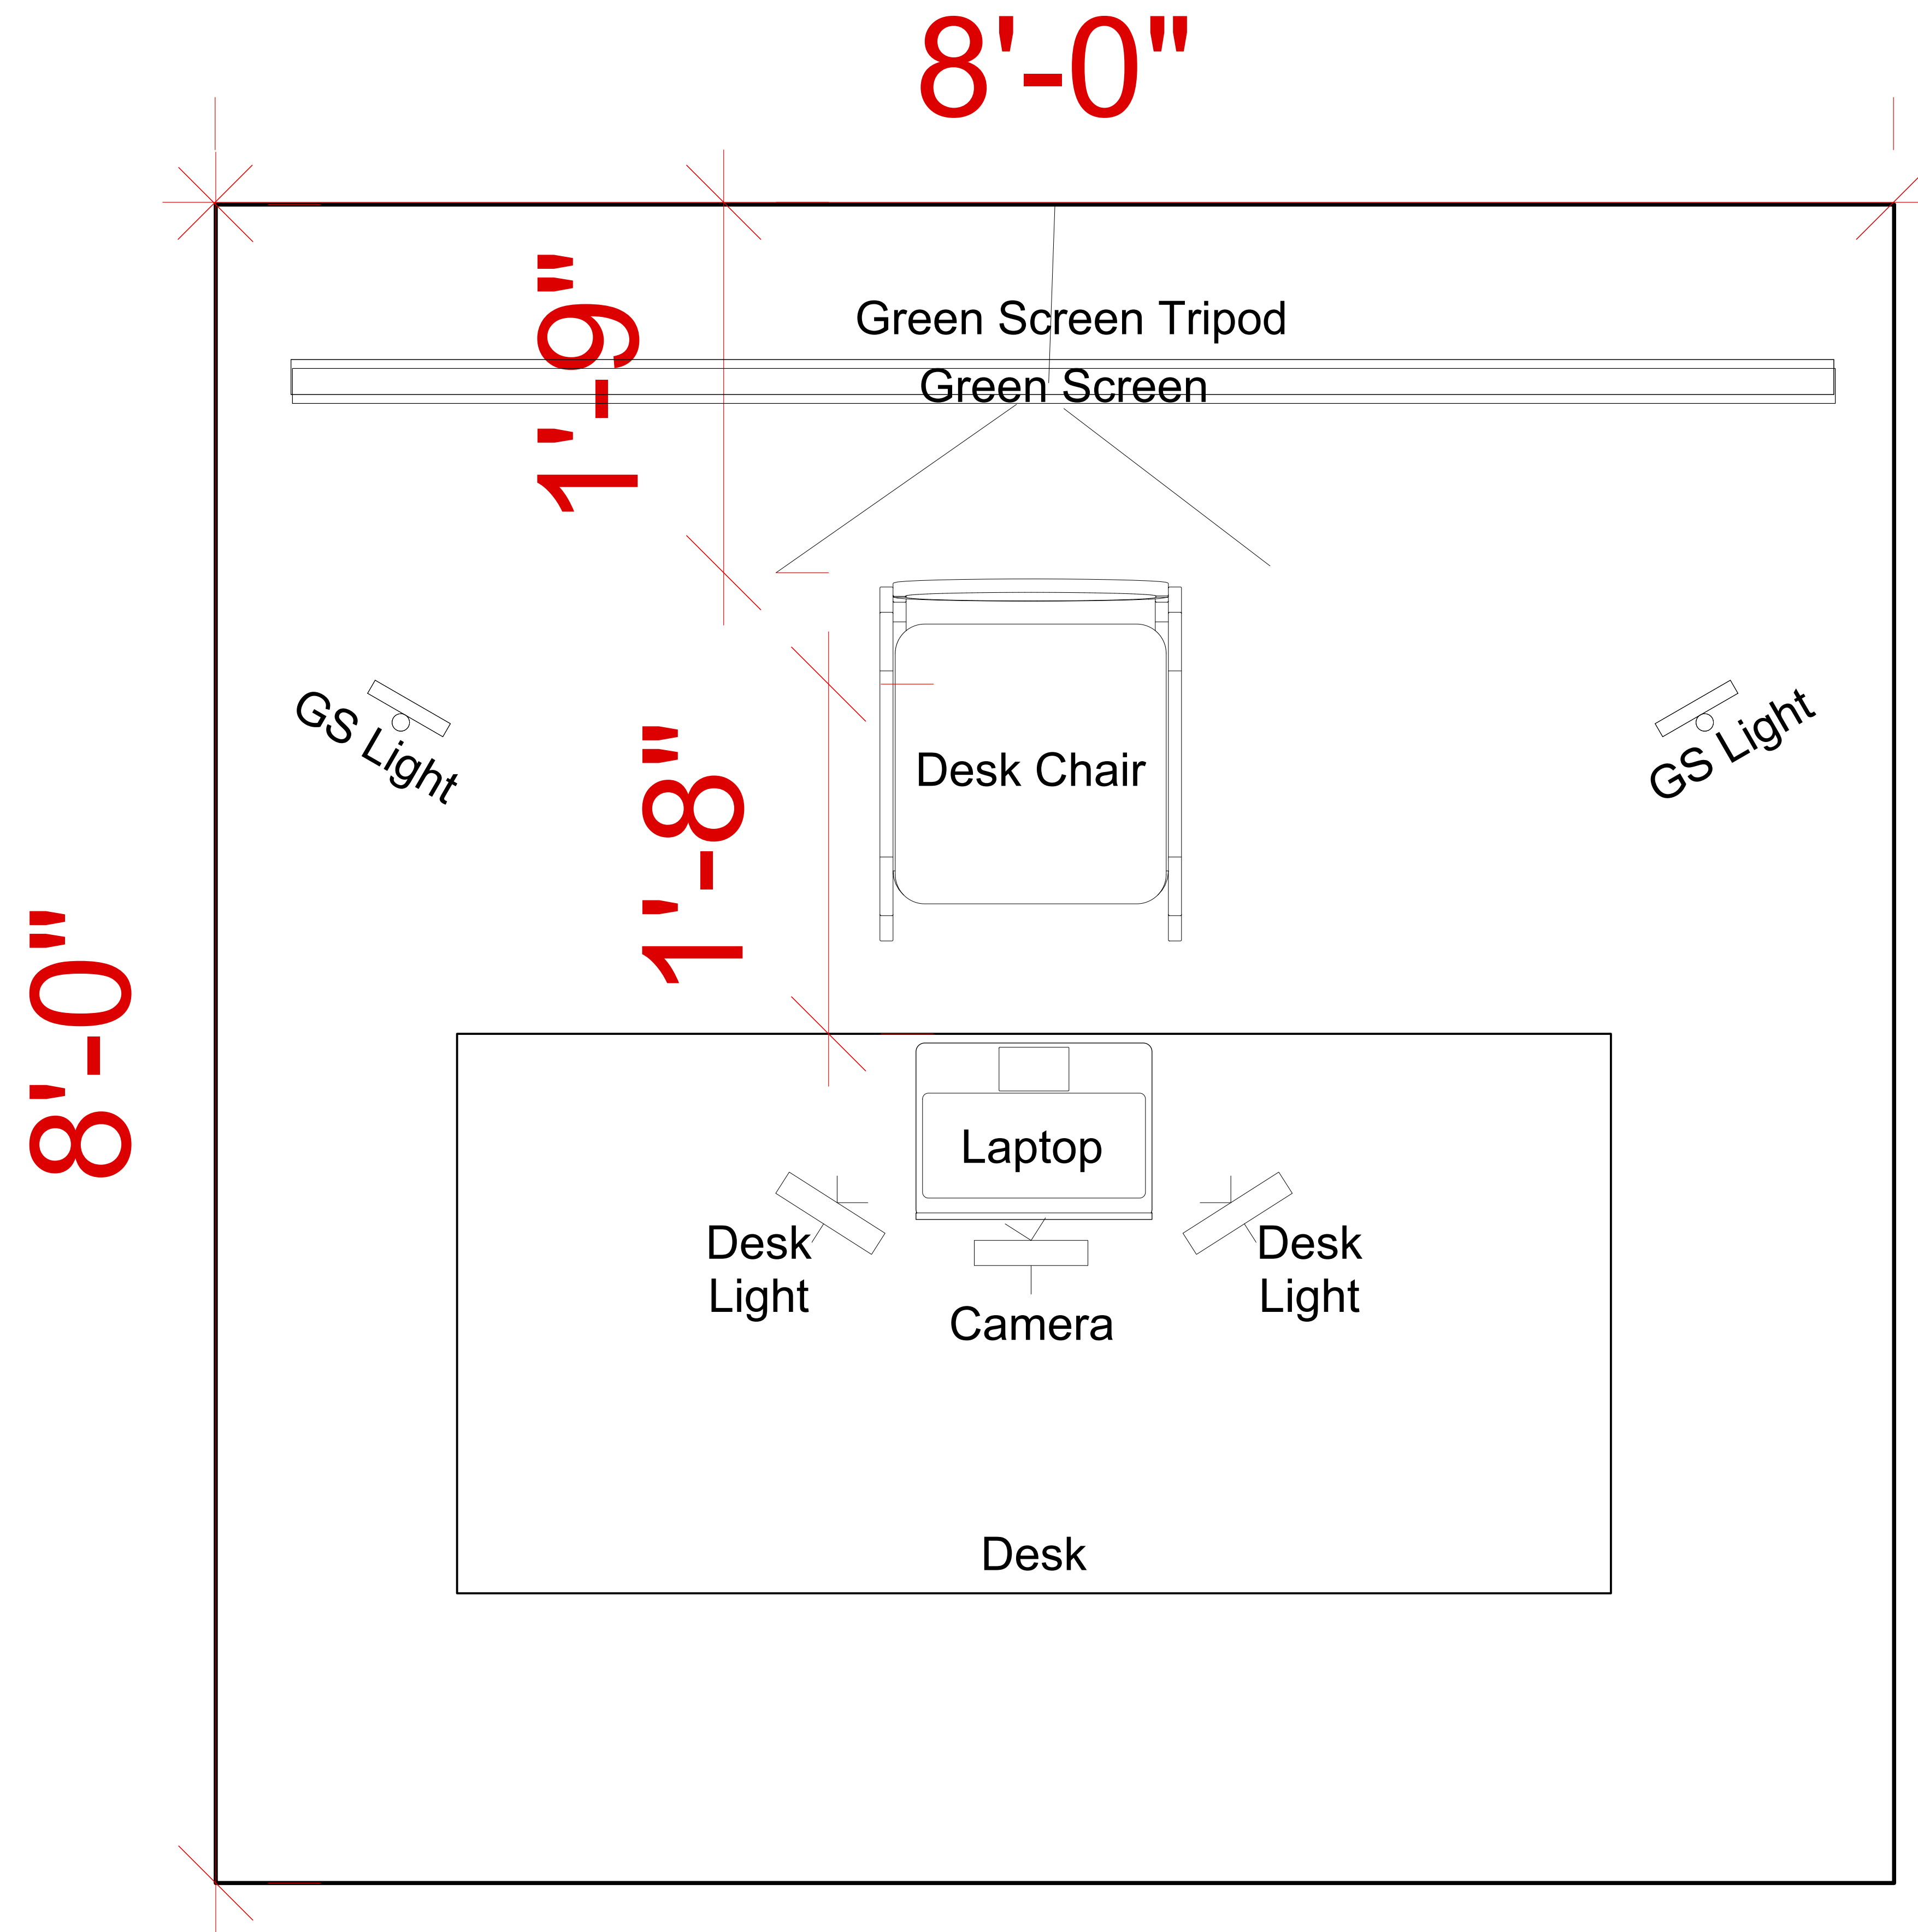 8'-0"
1'-9"
Green Screen Tripod
Green Screen
GS Light
GS Light
1'-8"
Desk Chair
8'-0"
Laptop
Desk
Light
Desk
Light
Camera
Desk